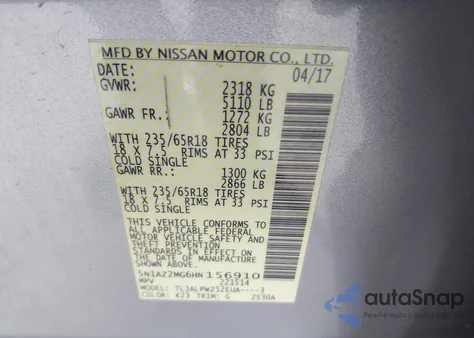 MFD BY NISSAN MOTOR CO., LTD.
DATE: 04/17
GVWR: 2318 KG
5110 LB
GAWR FR.: 1272 KG
2804 LB
WITH 235/65R18 TIRES
18 X 7.5 RIMS AT 33 PSI
COLD SINGLE
GAWR RR.: 1300 KG
2866 LB
WITH 235/65R18 TIRES
18 X 7.5 RIMS AT 33 PSI
COLD SINGLE
THIS VEHICLE CONFORMS TO
ALL APPLICABLE FEDERAL
MOTOR VEHICLE SAFETY AND
THEFT PREVENTION STANDARDS
IN EFFECT ON THE DATE OF
MANUFACTURE SHOWN ABOVE.
5N1AZ2MG6HN156910
MPV 221514
TLJALPWZ52EUA----3
COLOR: K23 TRIM: G 2530A
autoSnap